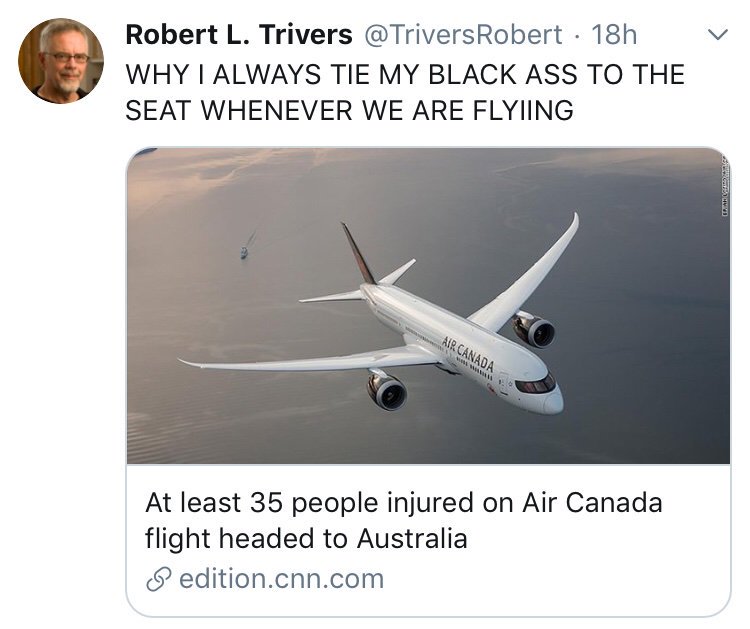 Robert L. Trivers @TriversRobert · 18h
WHY I ALWAYS TIE MY BLACK ASS TO THE
SEAT WHENEVER WE ARE FLYIING
AIR CANADA
At least 35 people injured on Air Canada
flight headed to Australia
edition.cnn.com